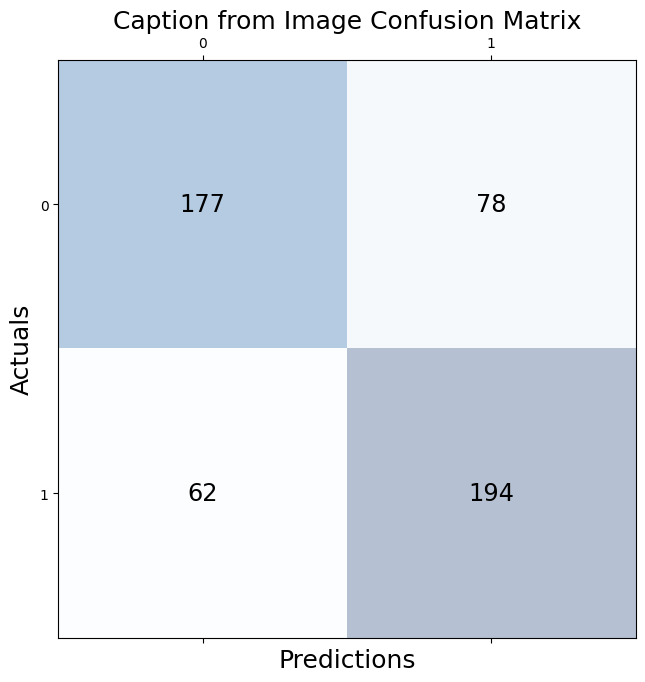 Caption from Image Confusion Matrix
0 1
0 177 78
Actuals
1 62 194
Predictions